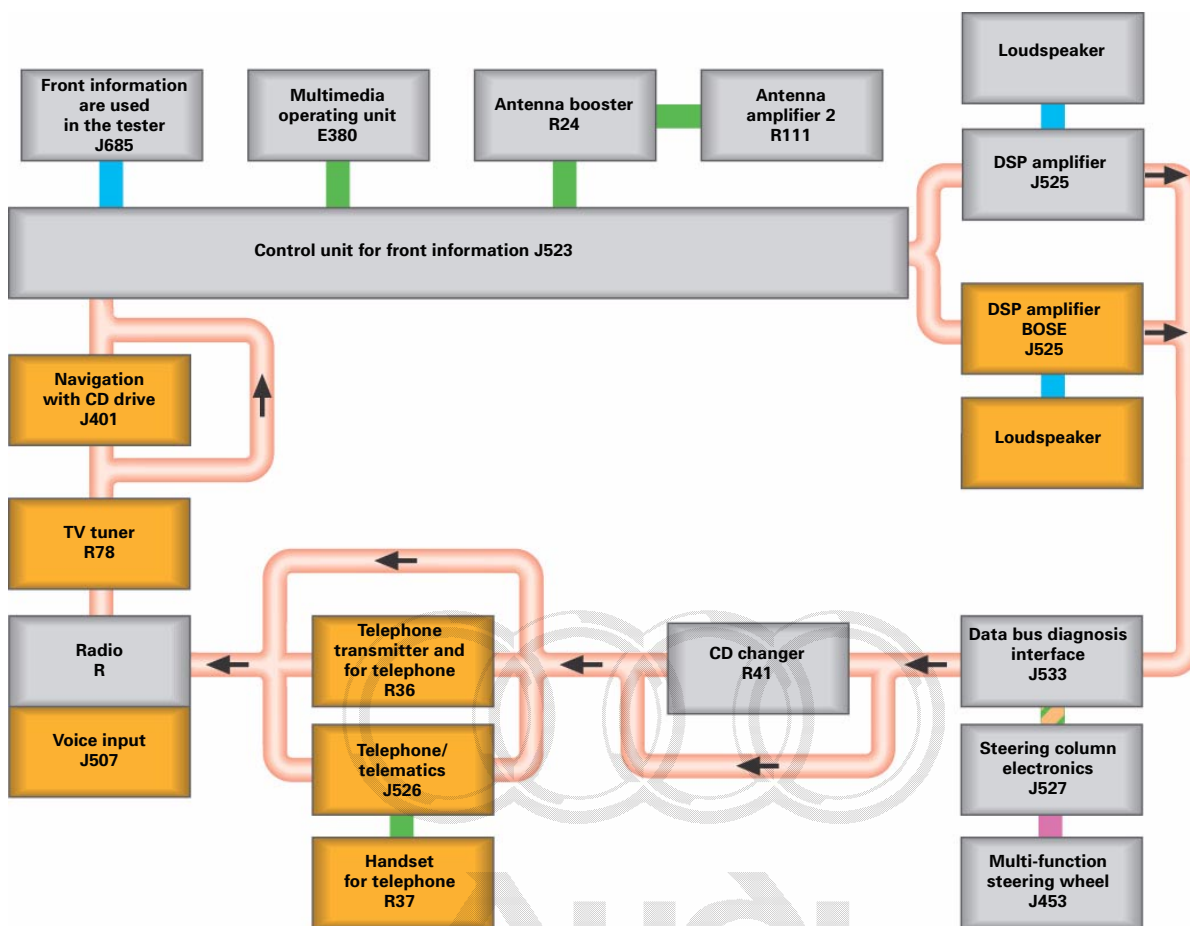 Front information
are used
in the tester
J685
Multimedia
operating unit
E380
Antenna booster
R24
Antenna
amplifier 2
R111
Loudspeaker
DSP amplifier
J525
Control unit for front information J523
DSP amplifier
BOSE
J525
Loudspeaker
Navigation
with CD drive
J401
TV tuner
R78
Radio
R
Voice input
J507
Telephone
transmitter and
for telephone
R36
Telephone/
telematics
J526
Handset
for telephone
R37
CD changer
R41
Data bus diagnosis
interface
J533
Steering column
electronics
J527
Multi-function
steering wheel
J453
Audi